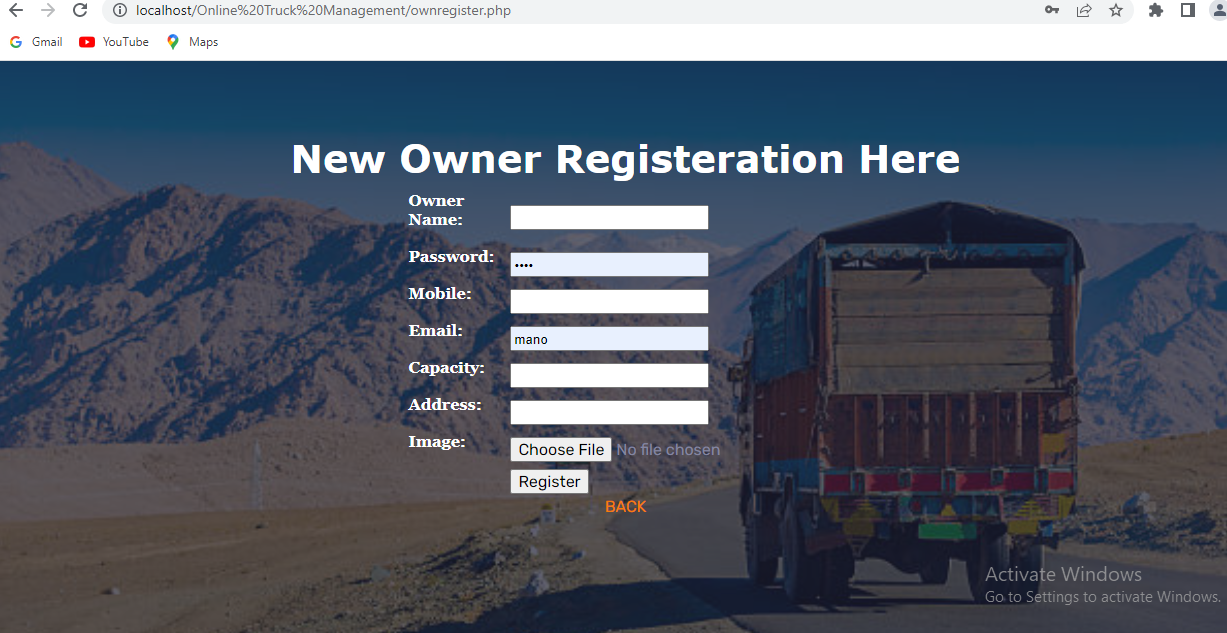 localhost/Online%20Truck%20Management/ownregister.php
Gmail YouTube Maps
New Owner Registeration Here
Owner
Name:
Password: ····
Mobile:
Email: mano
Capacity:
Address:
Image: Choose File No file chosen
Register
BACK
Activate Windows
Go to Settings to activate Windows.